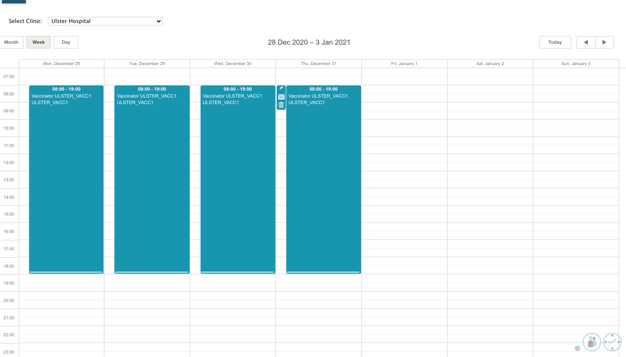 Select Clinic: Ulster Hospital
Month Week Day
28 Dec 2020 – 3 Jan 2021
Today
Mon, December 28
Tue, December 29
Wed, December 30
Thu, December 31
Fri, January 1
Sat, January 2
Sun, January 3
07:00
08:00
09:00
10:00
11:00
12:00
13:00
14:00
15:00
16:00
17:00
18:00
19:00
20:00
21:00
22:00
23:00
08:00 - 19:00
Vaccinator ULSTER_VACC1
ULSTER_VACC1
08:00 - 19:00
Vaccinator ULSTER_VACC1
ULSTER_VACC1
08:00 - 19:00
Vaccinator ULSTER_VACC1
ULSTER_VACC1
08:00 - 19:00
Vaccinator ULSTER_VACC1
ULSTER_VACC1